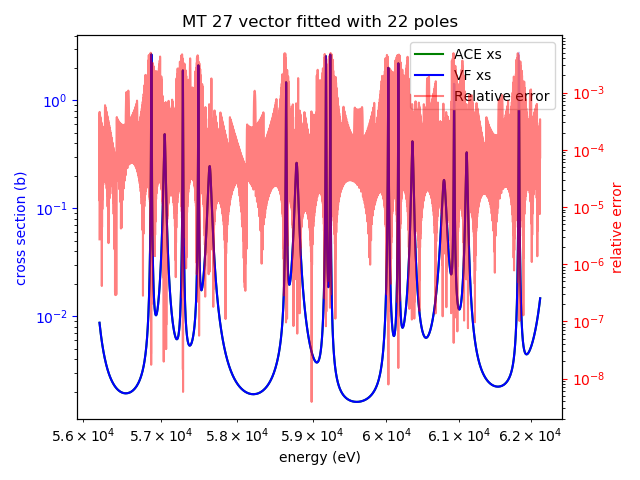 MT 27 vector fitted with 22 poles
ACE xs
VF xs
Relative error
10⁰
10⁻¹
10⁻²
cross section (b)
10⁻³
10⁻⁴
10⁻⁵
10⁻⁶
10⁻⁷
10⁻⁸
relative error
5.6 × 10⁴ 5.7 × 10⁴ 5.8 × 10⁴ 5.9 × 10⁴ 6 × 10⁴ 6.1 × 10⁴ 6.2 × 10⁴
energy (eV)